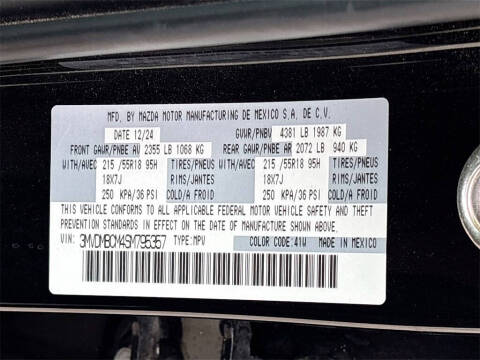 MFD. BY MAZDA MOTOR MANUFACTURING DE MEXICO S.A. DE C.V.
DATE 12/24 GVWR/PNBV 4381 LB 1987 KG
FRONT GAWR/PNBE AV 2355 LB 1068 KG REAR GAWR/PNBE AR 2072 LB 940 KG
WITH/AVEC 215 /55R18 95H TIRES/PNEUS WITH/AVEC 215 /55R18 95H TIRES/PNEUS
18X7J RIMS/JANTES 18X7J RIMS/JANTES
250 KPA/36 PSI COLD/A FROID 250 KPA/36 PSI COLD/A FROID
THIS VEHICLE CONFORMS TO ALL APPLICABLE FEDERAL MOTOR VEHICLE SAFETY AND THEFT
PREVENTION STANDARDS IN EFFECT ON THE DATE OF MANUFACTURE SHOWN ABOVE.
VIN: 3MVDMBCM4SM795357 TYPE:MPV COLOR CODE:41W MADE IN MEXICO